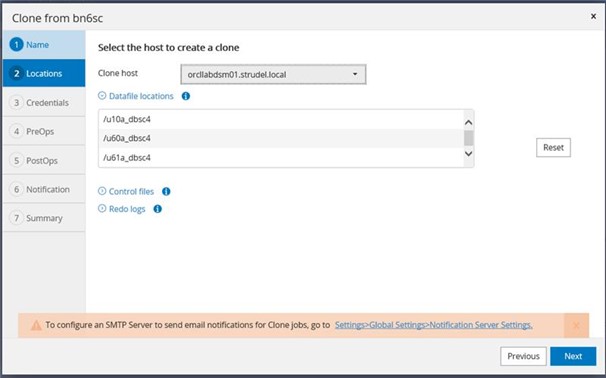 Clone from bn6sc
x
1 Name
2 Locations
3 Credentials
4 PreOps
5 PostOps
6 Notification
7 Summary
Select the host to create a clone
Clone host
orcllabdsm01.strudel.local
Datafile locations
/u10a_dbsc4
/u60a_dbsc4
/u61a_dbsc4
Reset
Control files
Redo logs
To configure an SMTP Server to send email notifications for Clone jobs, go to Settings>Global Settings>Notification Server Settings.
x
Previous
Next